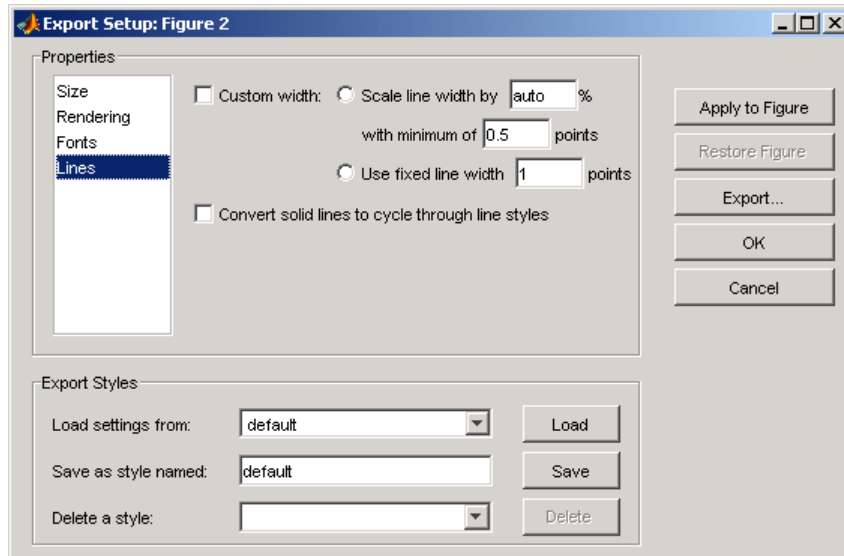 Export Setup: Figure 2
Properties
Size
Rendering
Fonts
Lines
Custom width: Scale line width by auto %
with minimum of 0.5 points
Use fixed line width 1 points
Convert solid lines to cycle through line styles
Apply to Figure
Restore Figure
Export...
OK
Cancel
Export Styles
Load settings from: default Load
Save as style named: default Save
Delete a style: Delete